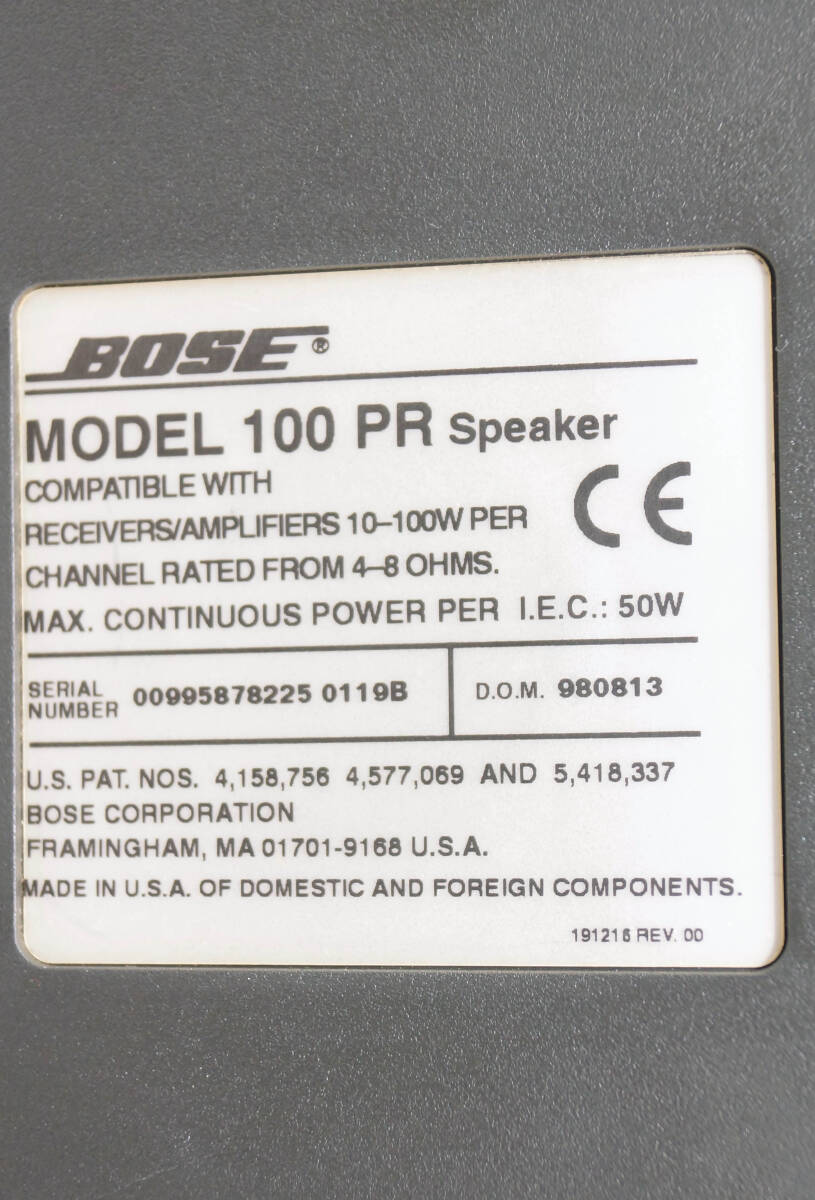 BOSE®
MODEL 100 PR Speaker
COMPATIBLE WITH
RECEIVERS/AMPLIFIERS 10–100W PER
CHANNEL RATED FROM 4–8 OHMS.
CE
MAX. CONTINUOUS POWER PER I.E.C.: 50W
SERIAL NUMBER 00995878225 0119B
D.O.M. 980813
U.S. PAT. NOS. 4,158,756 4,577,069 AND 5,418,337
BOSE CORPORATION
FRAMINGHAM, MA 01701-9168 U.S.A.
MADE IN U.S.A. OF DOMESTIC AND FOREIGN COMPONENTS.
191216 REV. 00